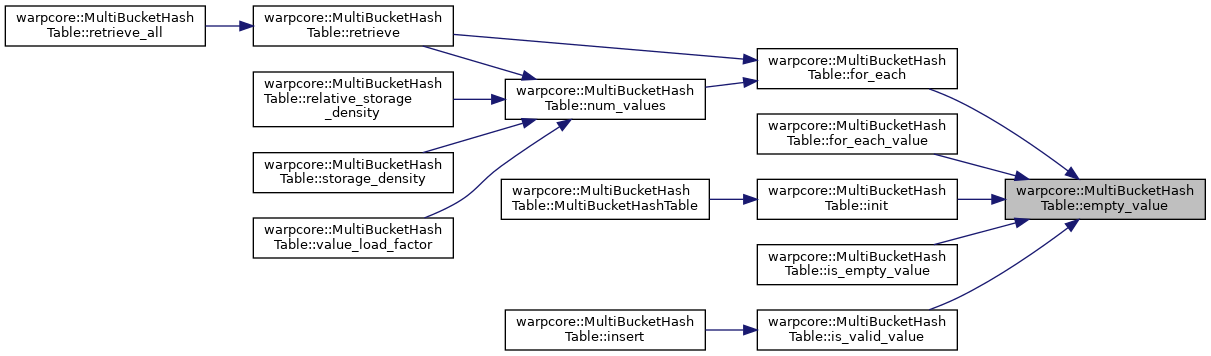 warpcore::MultiBucketHash
Table::retrieve_all
warpcore::MultiBucketHash
Table::retrieve
warpcore::MultiBucketHash
Table::relative_storage
_density
warpcore::MultiBucketHash
Table::storage_density
warpcore::MultiBucketHash
Table::value_load_factor
warpcore::MultiBucketHash
Table::num_values
warpcore::MultiBucketHash
Table::MultiBucketHashTable
warpcore::MultiBucketHash
Table::insert
warpcore::MultiBucketHash
Table::for_each
warpcore::MultiBucketHash
Table::for_each_value
warpcore::MultiBucketHash
Table::init
warpcore::MultiBucketHash
Table::is_empty_value
warpcore::MultiBucketHash
Table::is_valid_value
warpcore::MultiBucketHash
Table::empty_value